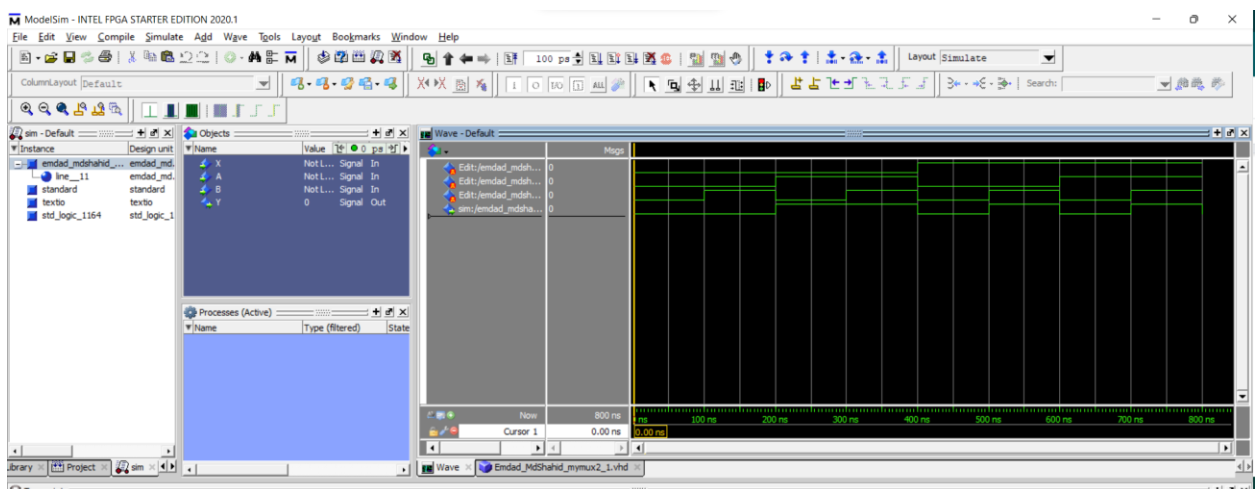 ModelSim - INTEL FPGA STARTER EDITION 2020.1
File Edit View Compile Simulate Add Wave Tools Layout Bookmarks Window Help
100 ps
Layout Simulate
ColumnLayout Default
Search:
sim - Default
Instance Design unit
emdad_mdshahid_... emdad_md.
line__11 emdad_md.
standard standard
textio textio
std_logic_1164 std_logic_1
Objects
Name Value 0 ps
X Not L... Signal In
A Not L... Signal In
B Not L... Signal In
Y 0 Signal Out
Processes (Active)
Name Type (filtered) State
Wave - Default
Msgs
Edit:/emdad_mdsh... 0
Edit:/emdad_mdsh... 0
Edit:/emdad_mdsh... 0
sim:/emdad_mdsha... 0
Now 800 ns
ns 100 ns 200 ns 300 ns 400 ns 500 ns 600 ns 700 ns 800 ns
Cursor 1 0.00 ns
0.00 ns
Library Project sim
Wave Emdad_MdShahid_mymux2_1.vhd